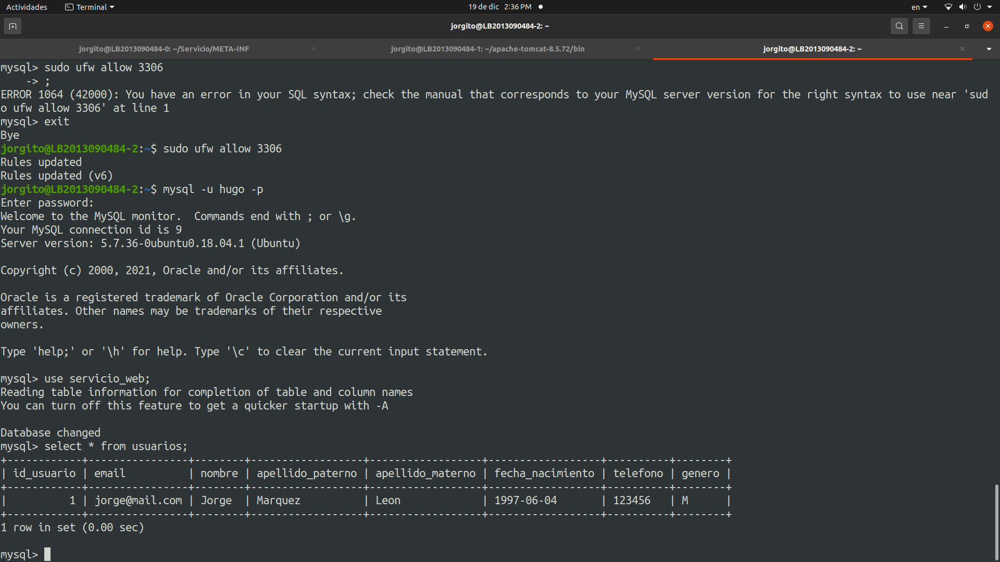 Actividades Terminal 19 de dic 2:36 PM en
jorgito@LB2013090484-2: ~
jorgito@LB2013090484-0: ~/Servicio/META-INF jorgito@LB2013090484-1: ~/apache-tomcat-8.5.72/bin jorgito@LB2013090484-2: ~
mysql> sudo ufw allow 3306
    -> ;
ERROR 1064 (42000): You have an error in your SQL syntax; check the manual that corresponds to your MySQL server version for the right syntax to use near 'sud
o ufw allow 3306' at line 1
mysql> exit
Bye
jorgito@LB2013090484-2:~$ sudo ufw allow 3306
Rules updated
Rules updated (v6)
jorgito@LB2013090484-2:~$ mysql -u hugo -p
Enter password:
Welcome to the MySQL monitor.  Commands end with ; or \g.
Your MySQL connection id is 9
Server version: 5.7.36-0ubuntu0.18.04.1 (Ubuntu)
Copyright (c) 2000, 2021, Oracle and/or its affiliates.
Oracle is a registered trademark of Oracle Corporation and/or its
affiliates. Other names may be trademarks of their respective
owners.
Type 'help;' or '\h' for help. Type '\c' to clear the current input statement.
mysql> use servicio_web;
Reading table information for completion of table and column names
You can turn off this feature to get a quicker startup with -A
Database changed
mysql> select * from usuarios;
+------------+----------------+--------+------------------+------------------+------------------+----------+--------+
| id_usuario | email          | nombre | apellido_paterno | apellido_materno | fecha_nacimiento | telefono | genero |
+------------+----------------+--------+------------------+------------------+------------------+----------+--------+
|          1 | jorge@mail.com | Jorge  | Marquez          | Leon             | 1997-06-04       | 123456   | M      |
+------------+----------------+--------+------------------+------------------+------------------+----------+--------+
1 row in set (0.00 sec)
mysql>